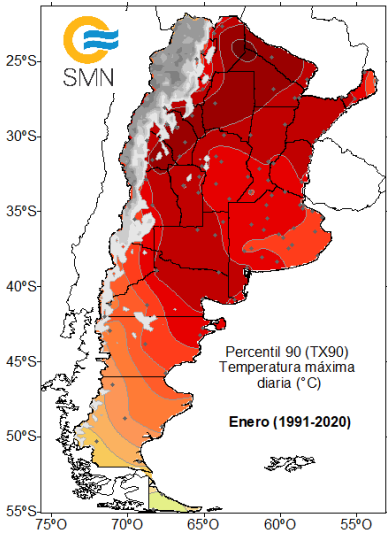 SMN
25°S
30°S
35°S
40°S
45°S
50°S
55°S
Percentil 90 (TX90)
Temperatura máxima
diaria (°C)
Enero (1991-2020)
75°O
70°O
65°O
60°O
55°O